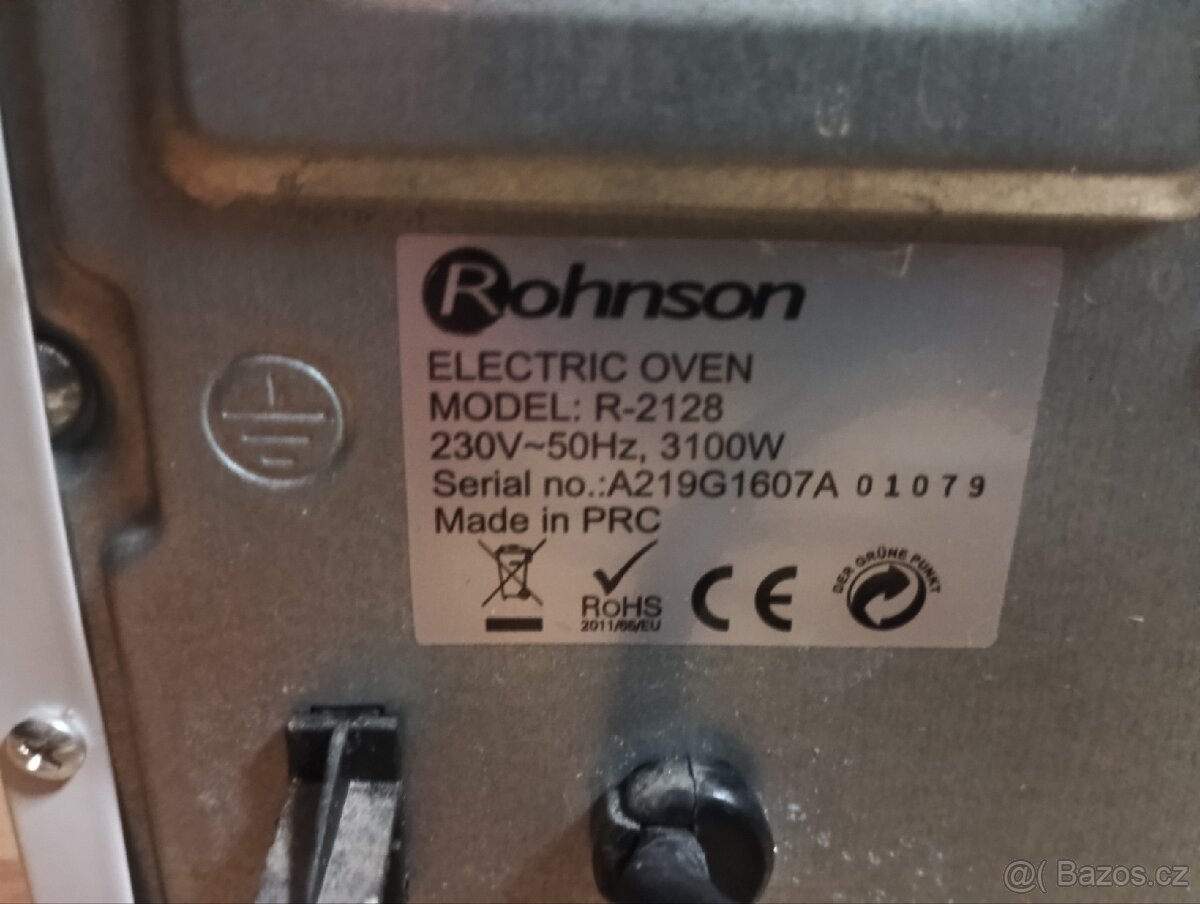 Rohnson
ELECTRIC OVEN
MODEL: R-2128
230V~50Hz, 3100W
Serial no.:A219G1607A 01079
Made in PRC
DER GRÜNE PUNKT
RoHS
2011/65/EU
CE
@( Bazos.cz